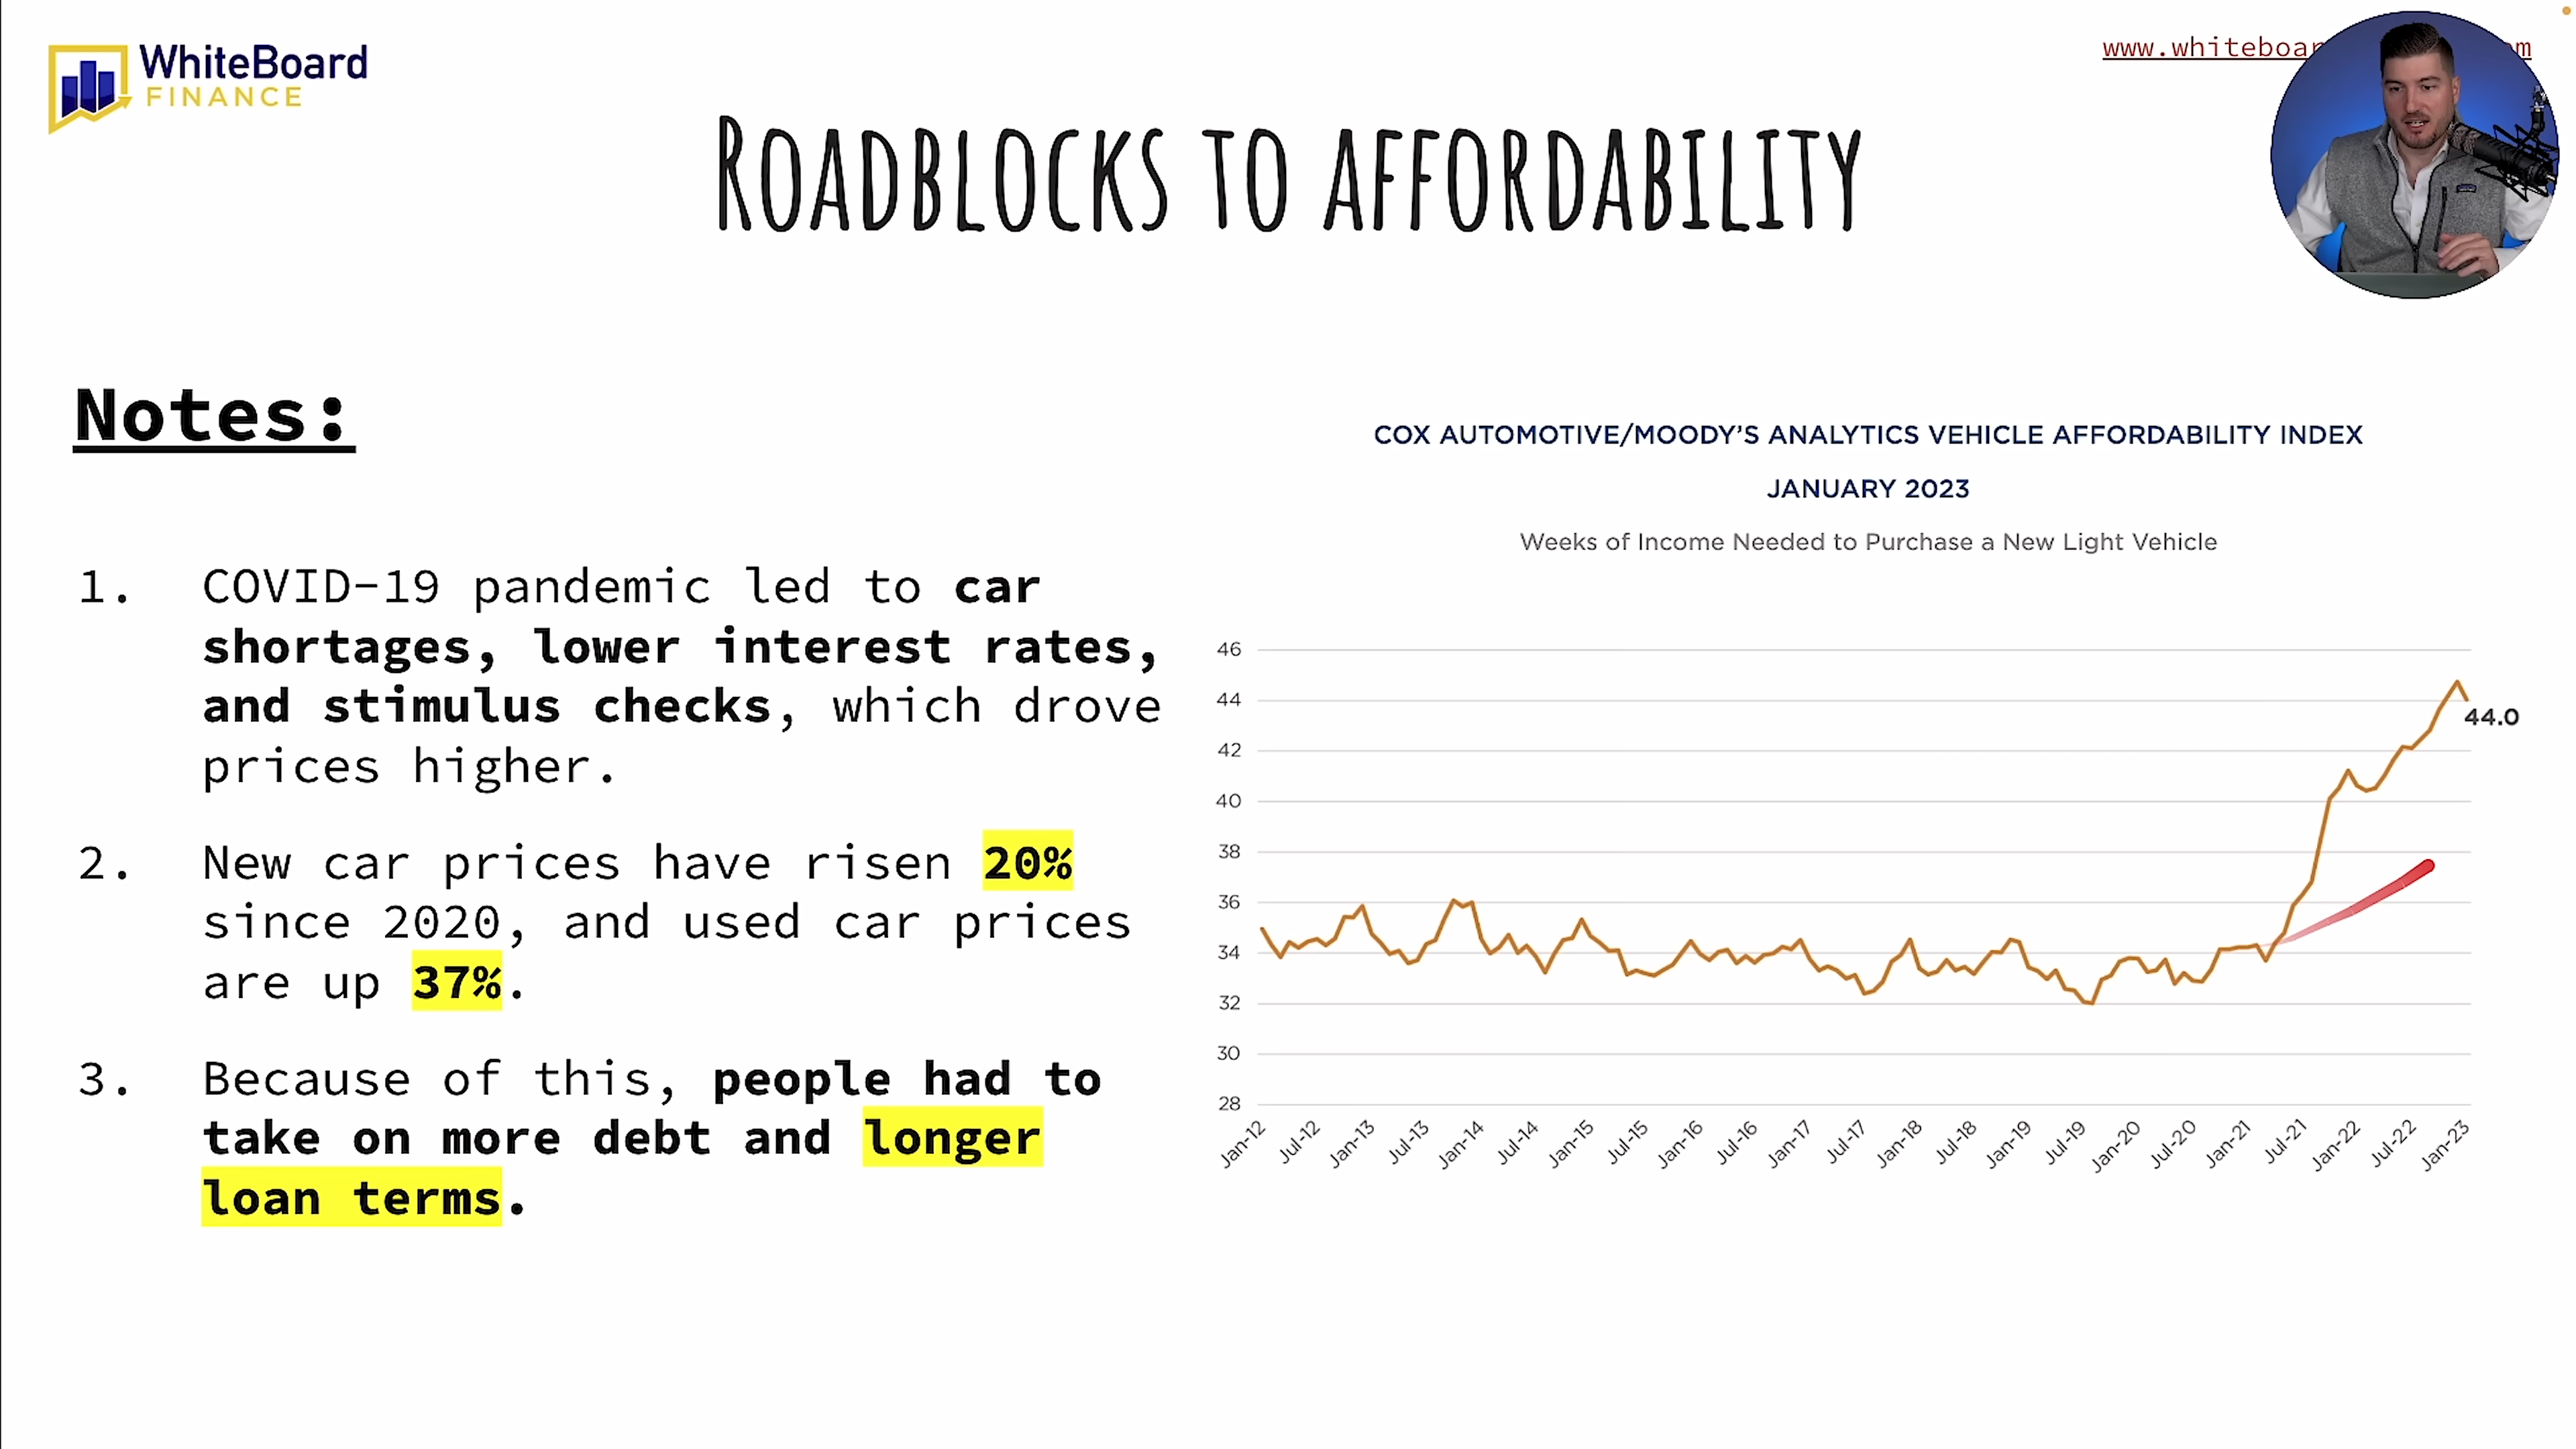 WhiteBoard
FINANCE
ROADBLOCKS TO AFFORDABILITY
Notes:
1. COVID-19 pandemic led to car
shortages, lower interest rates,
and stimulus checks, which drove
prices higher.
2. New car prices have risen 20%
since 2020, and used car prices
are up 37%.
3. Because of this, people had to
take on more debt and longer
loan terms.
COX AUTOMOTIVE/MOODY'S ANALYTICS VEHICLE AFFORDABILITY INDEX
JANUARY 2023
Weeks of Income Needed to Purchase a New Light Vehicle
46
44
44.0
42
40
38
36
34
32
30
28
Jan-12 Jul-12 Jan-13 Jul-13 Jan-14 Jul-14 Jan-15 Jul-15 Jan-16 Jul-16 Jan-17 Jul-17 Jan-18 Jul-18 Jan-19 Jul-19 Jan-20 Jul-20 Jan-21 Jul-21 Jan-22 Jul-22 Jan-23